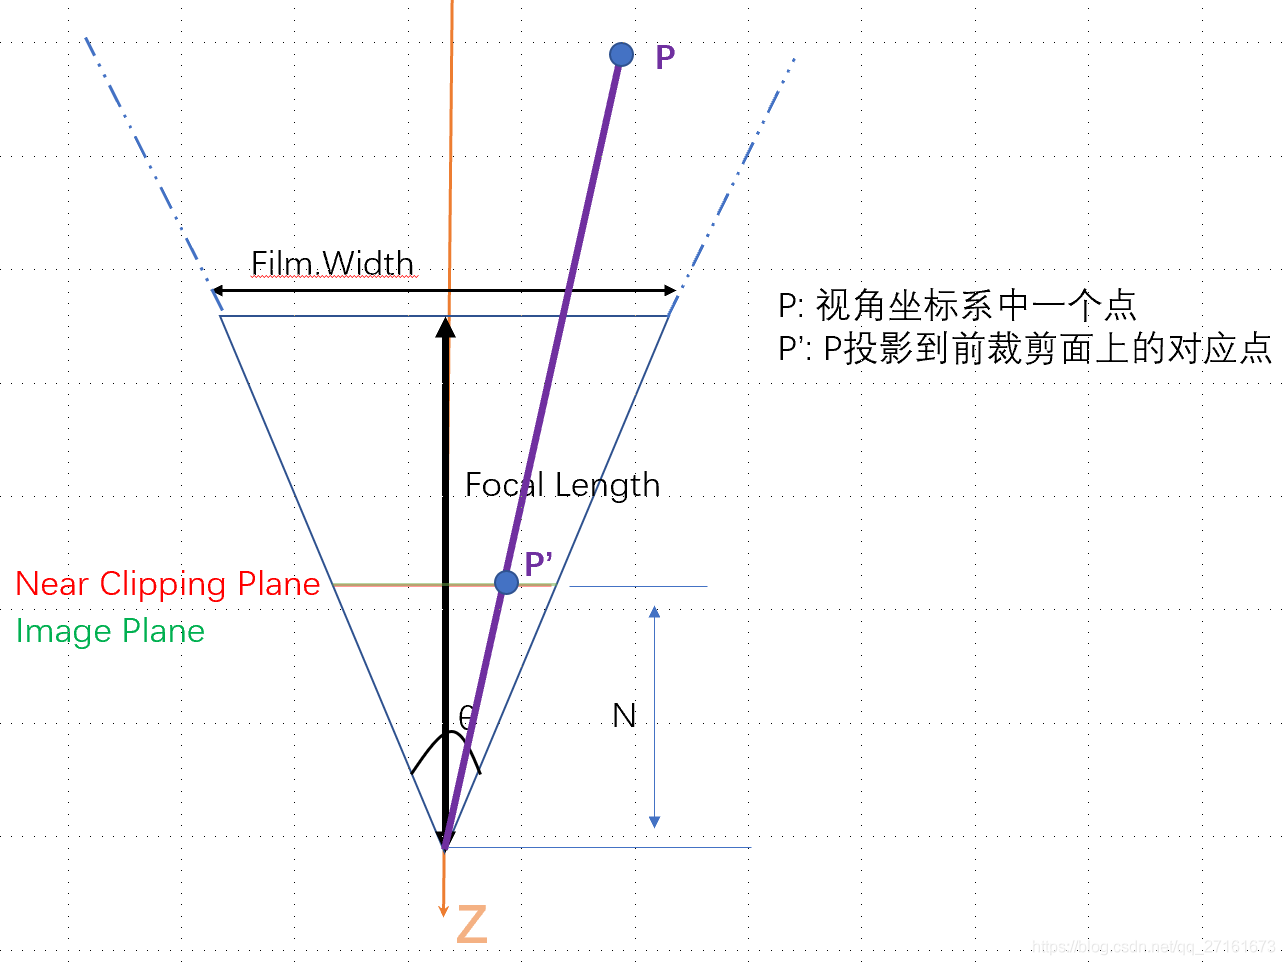 P
Film.Width
P: 视角坐标系中一个点
P’: P投影到前裁剪面上的对应点
Focal Length
P’
Near Clipping Plane
Image Plane
θ
N
Z
https://blog.csdn.net/qq_27161673